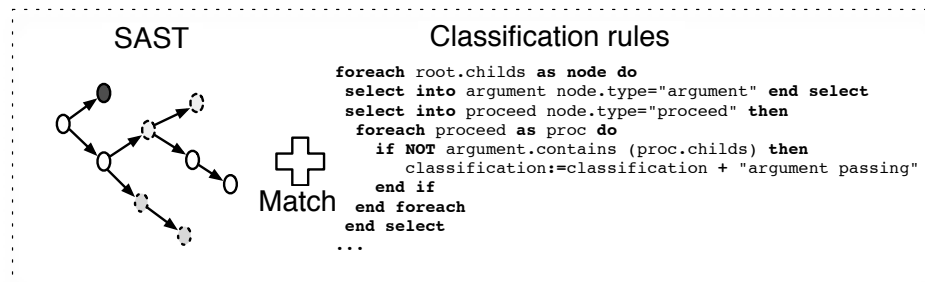 SAST
Classification rules
foreach root.childs as node do
select into argument node.type="argument" end select
select into proceed node.type="proceed" then
foreach proceed as proc do
if NOT argument.contains (proc.childs) then
classification:=classification + "argument passing"
end if
end foreach
end select
...
Match